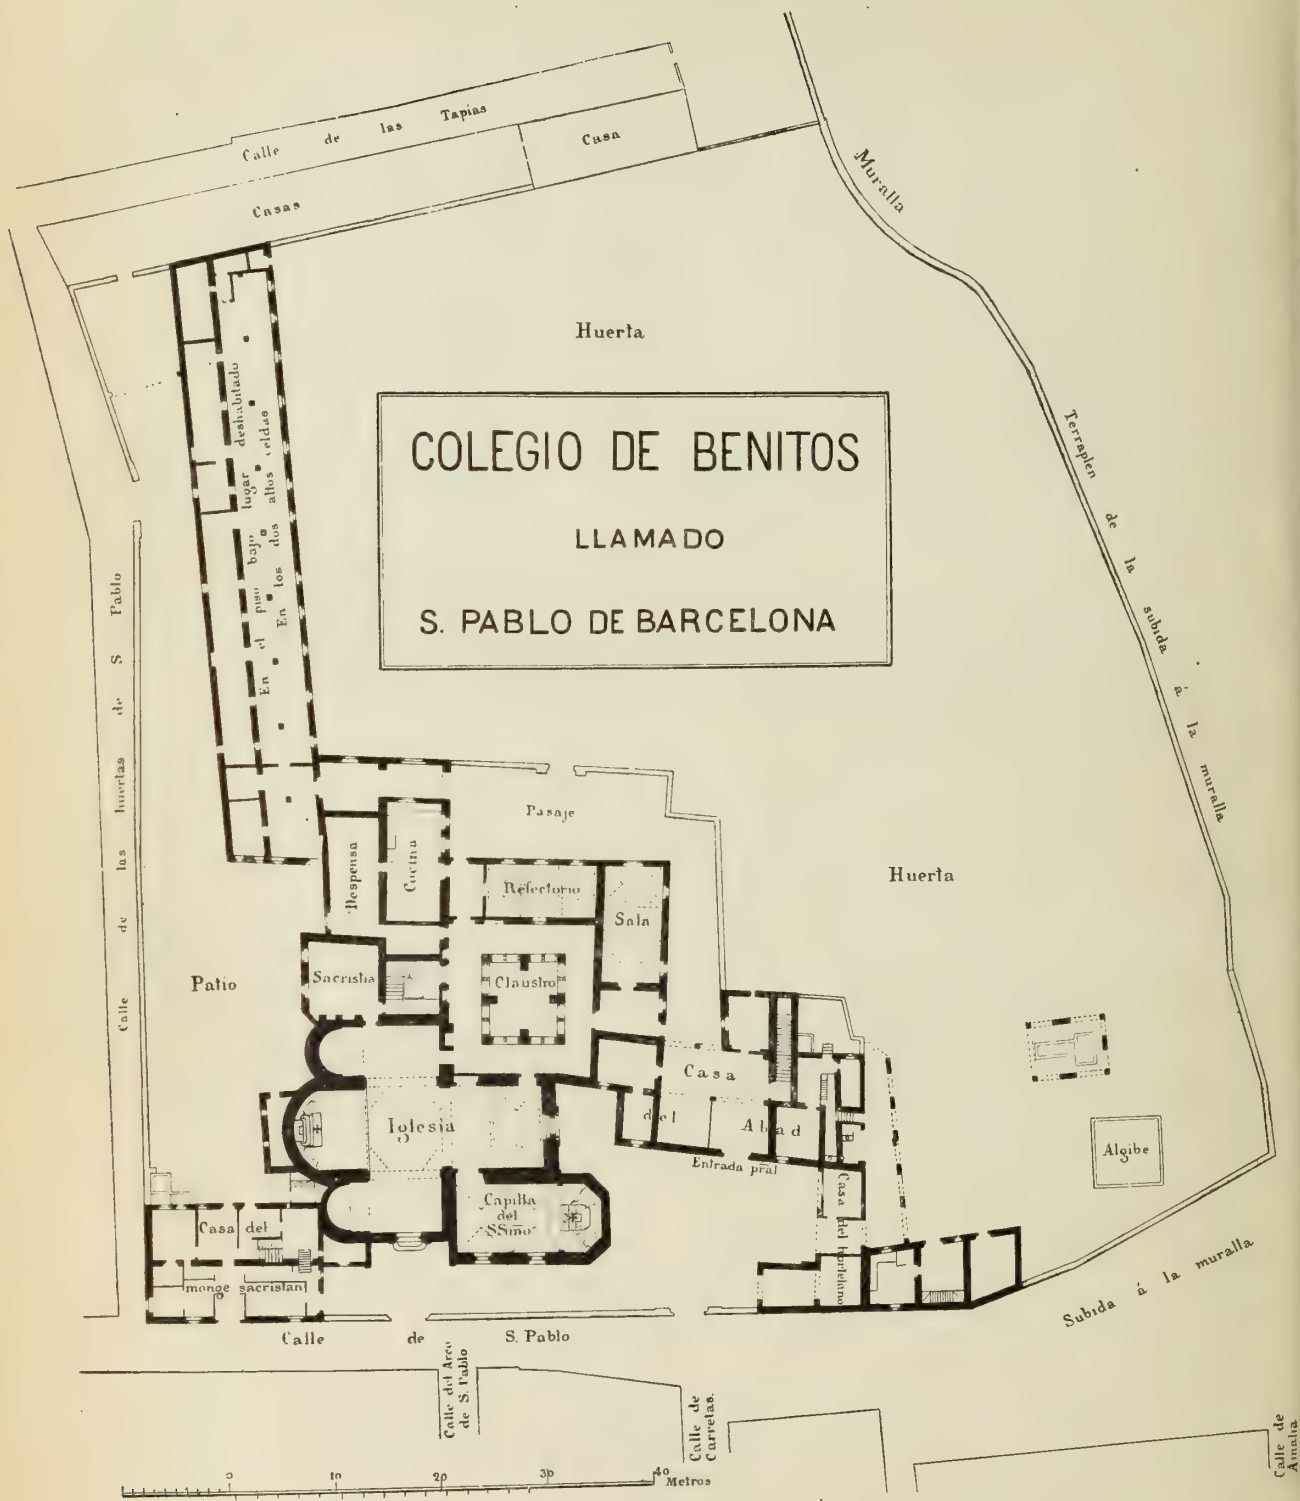 Calle de las Tapias
Casa
Casas
Muralla
Huerta
COLEGIO DE BENITOS
LLAMADO
S. PABLO DE BARCELONA
Terraplen de la subida á la muralla
En el piso bajo lugar deshabitado
En los dos altos celdas
Calle de las huertas de S Pablo
Pasaje
Despensa
Cocina
Refectorio
Sala
Huerta
Patio
Sacristia
Claustro
Casa
del Abad
Iglesia
Entrada pral
Algibe
Capilla
del
SSmo
Casa del hortelano
Casa del
monge sacristan
Subida á la muralla
Calle de S. Pablo
Calle del Arco
de S. Pablo
Calle de
Carretas.
Calle de
Amalia
0 10 20 30 40
Metros